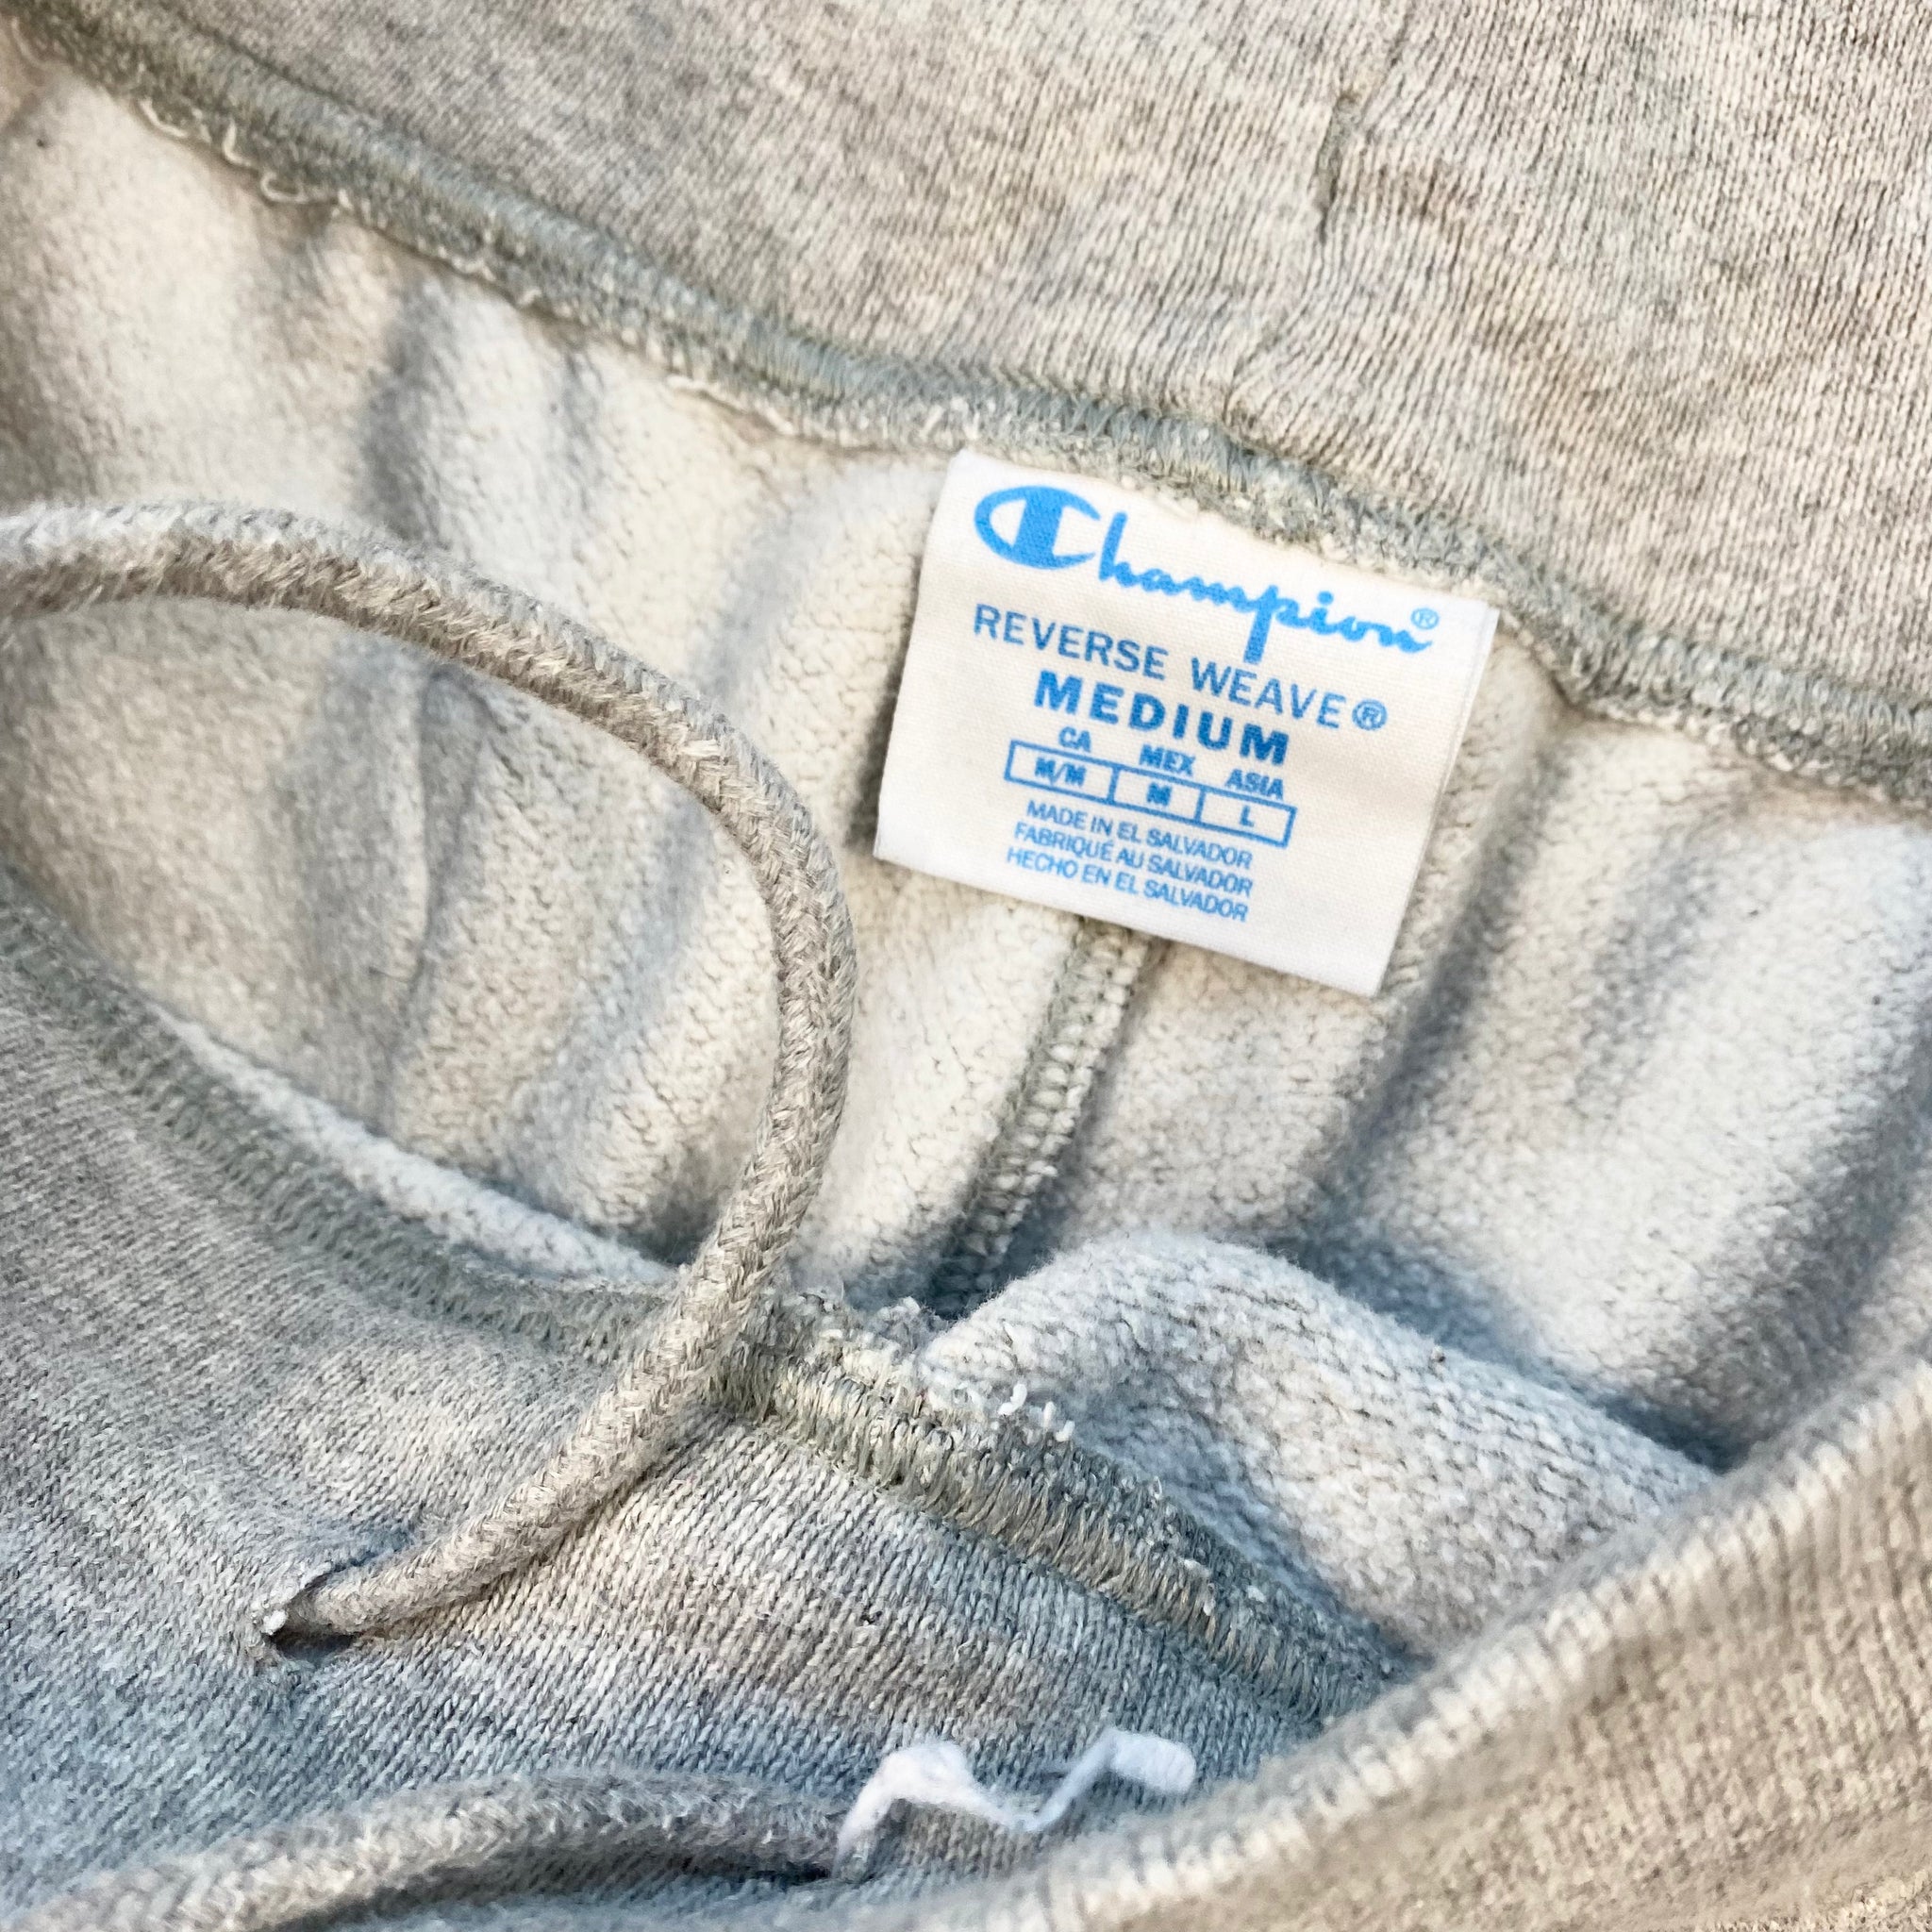 Champion®
REVERSE WEAVE®
MEDIUM
CA MEX ASIA
M/M M L
MADE IN EL SALVADOR
FABRIQUÉ AU SALVADOR
HECHO EN EL SALVADOR